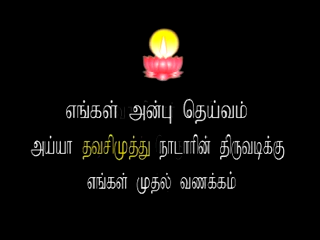 எங்கள் அன்பு தெய்வம்
அய்யா தவசிமுத்து நாடாரின் திருவடிக்கு
எங்கள் முதல் வணக்கம்